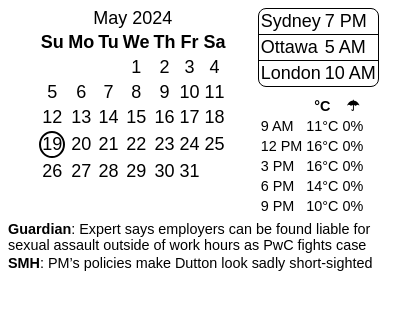 May 2024
Su Mo Tu We Th Fr Sa
1 2 3 4
5 6 7 8 9 10 11
12 13 14 15 16 17 18
19 20 21 22 23 24 25
26 27 28 29 30 31
Sydney 7 PM
Ottawa 5 AM
London 10 AM
°C ☂
9 AM 11°C 0%
12 PM 16°C 0%
3 PM 16°C 0%
6 PM 14°C 0%
9 PM 10°C 0%
Guardian: Expert says employers can be found liable for
sexual assault outside of work hours as PwC fights case
SMH: PM’s policies make Dutton look sadly short-sighted